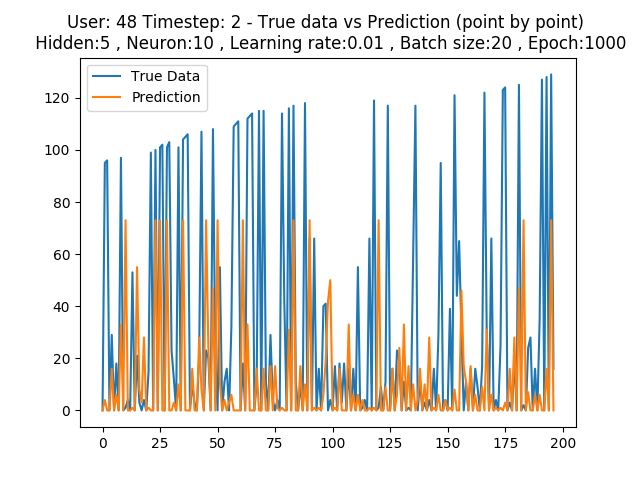 User: 48 Timestep: 2 - True data vs Prediction (point by point)
Hidden:5 , Neuron:10 , Learning rate:0.01 , Batch size:20 , Epoch:1000
True Data
Prediction
120
100
80
60
40
20
0
0 25 50 75 100 125 150 175 200